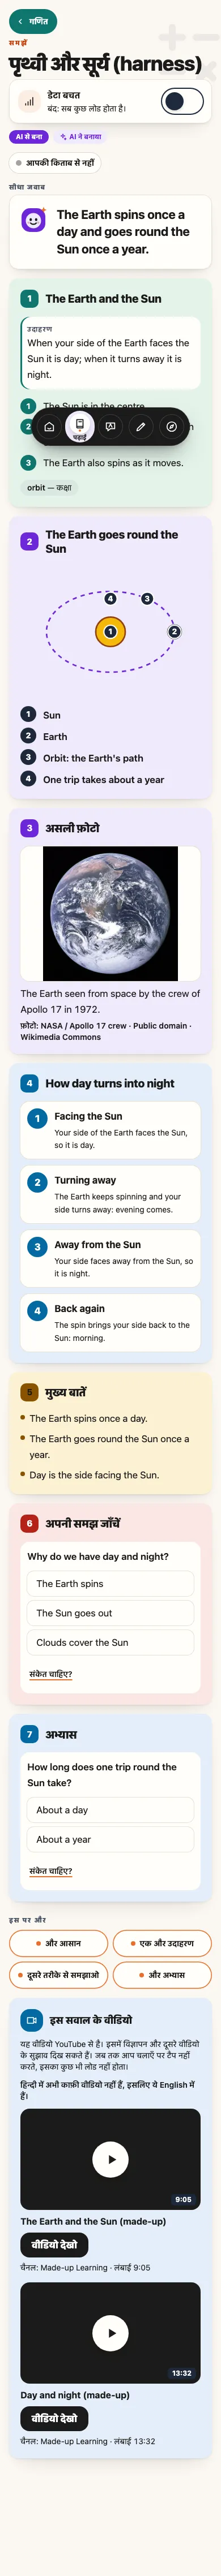 गणित
समझें
पृथ्वी और सूर्य (harness)
डेटा बचत
बंद: सब कुछ लोड होता है।
AI से बना
AI ने बनाया
आपकी किताब से नहीं
सीधा जवाब
The Earth spins once a
day and goes round the
Sun once a year.
1
The Earth and the Sun
उदाहरण
When your side of the Earth faces the
Sun it is day; when it turns away it is
night.
1
The Sun is in the centre.
2
पढ़ाई
3
The Earth also spins as it moves.
orbit — कक्षा
2
The Earth goes round the
Sun
4
3
1
2
1
Sun
2
Earth
3
Orbit: the Earth's path
4
One trip takes about a year
3
असली फ़ोटो
The Earth seen from space by the crew of
Apollo 17 in 1972.
फ़ोटो: NASA / Apollo 17 crew · Public domain ·
Wikimedia Commons
4
How day turns into night
1
Facing the Sun
Your side of the Earth faces the Sun,
so it is day.
2
Turning away
The Earth keeps spinning and your
side turns away: evening comes.
3
Away from the Sun
Your side faces away from the Sun, so
it is night.
4
Back again
The spin brings your side back to the
Sun: morning.
5
मुख्य बातें
The Earth spins once a day.
The Earth goes round the Sun once a
year.
Day is the side facing the Sun.
6
अपनी समझ जाँचें
Why do we have day and night?
The Earth spins
The Sun goes out
Clouds cover the Sun
संकेत चाहिए?
7
अभ्यास
How long does one trip round the
Sun take?
About a day
About a year
संकेत चाहिए?
इस पर और
और आसान
एक और उदाहरण
दूसरे तरीके से समझाओ
और अभ्यास
इस सवाल के वीडियो
यह वीडियो YouTube से है। इसमें विज्ञापन और दूसरे वीडियो
के सुझाव दिख सकते हैं। जब तक आप चलाएँ पर टैप नहीं
करते, इसका कुछ भी लोड नहीं होता।
हिन्दी में अभी काफ़ी वीडियो नहीं हैं, इसलिए ये English में
हैं।
9:05
The Earth and the Sun (made-up)
वीडियो देखो
चैनल: Made-up Learning · लंबाई 9:05
13:32
Day and night (made-up)
वीडियो देखो
चैनल: Made-up Learning · लंबाई 13:32